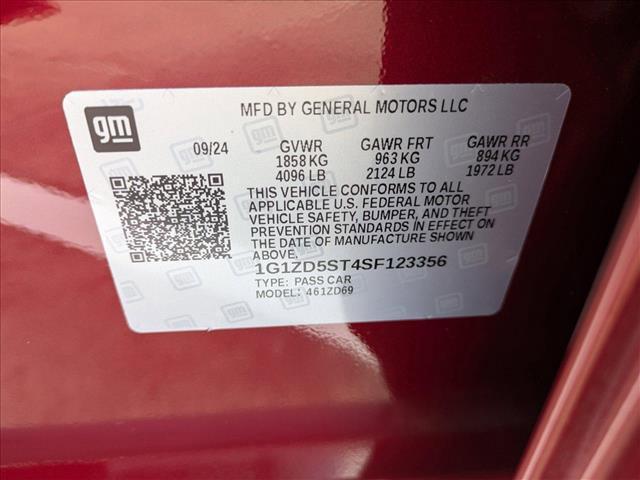 MFD BY GENERAL MOTORS LLC
gm
09/24 GVWR GAWR FRT GAWR RR
1858 KG 963 KG 894 KG
4096 LB 2124 LB 1972 LB
THIS VEHICLE CONFORMS TO ALL
APPLICABLE U.S. FEDERAL MOTOR
VEHICLE SAFETY, BUMPER, AND THEFT
PREVENTION STANDARDS IN EFFECT ON
THE DATE OF MANUFACTURE SHOWN
ABOVE.
1G1ZD5ST4SF123356
TYPE: PASS CAR
MODEL: 461ZD69